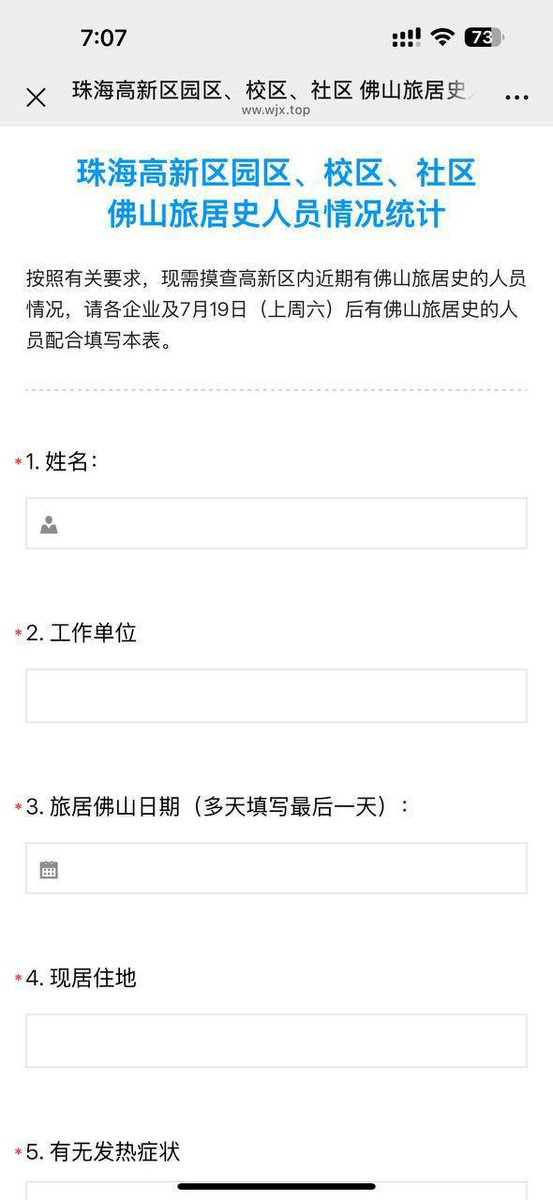 7:07
73
珠海高新区园区、校区、社区 佛山旅居史
ww.wjx.top
珠海高新区园区、校区、社区
佛山旅居史人员情况统计
按照有关要求，现需摸查高新区内近期有佛山旅居史的人员
情况，请各企业及7月19日（上周六）后有佛山旅居史的人
员配合填写本表。
*1. 姓名：
*2. 工作单位
*3. 旅居佛山日期（多天填写最后一天）：
*4. 现居住地
*5. 有无发热症状